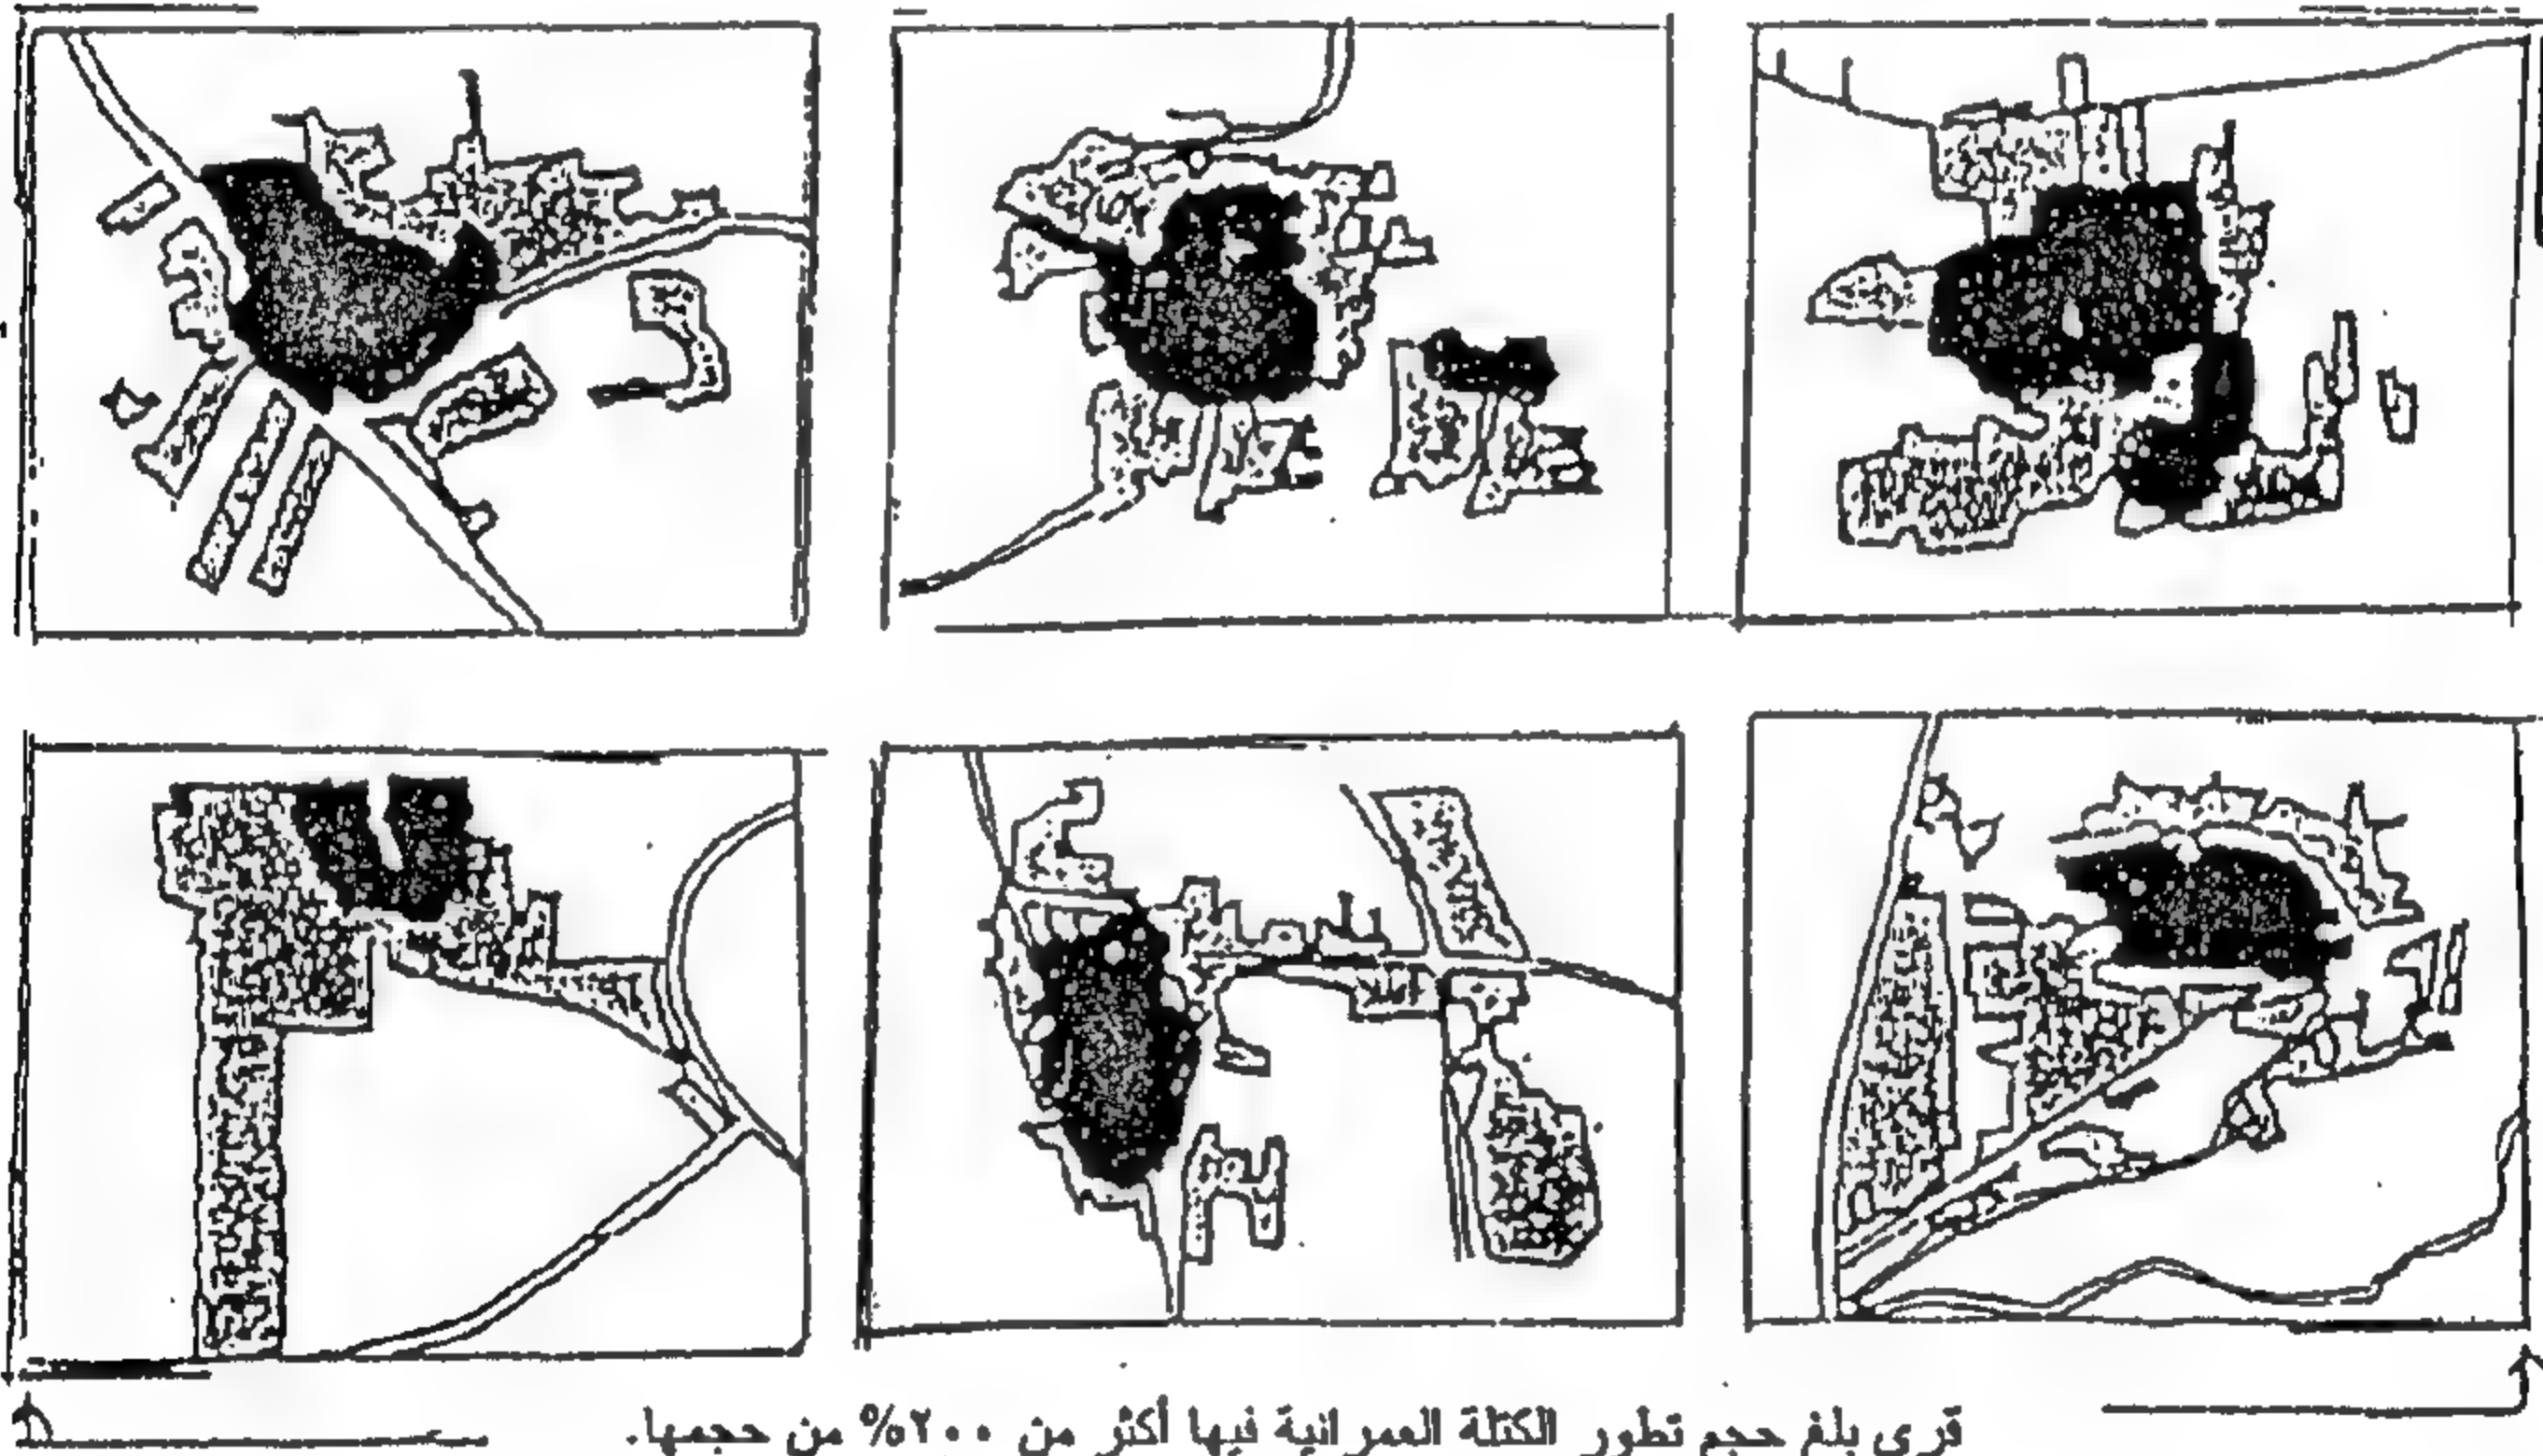 قرى بلغ حجم تطور الكتلة العمرانية فيها أكثر من ٢٠٠% من حجمها.